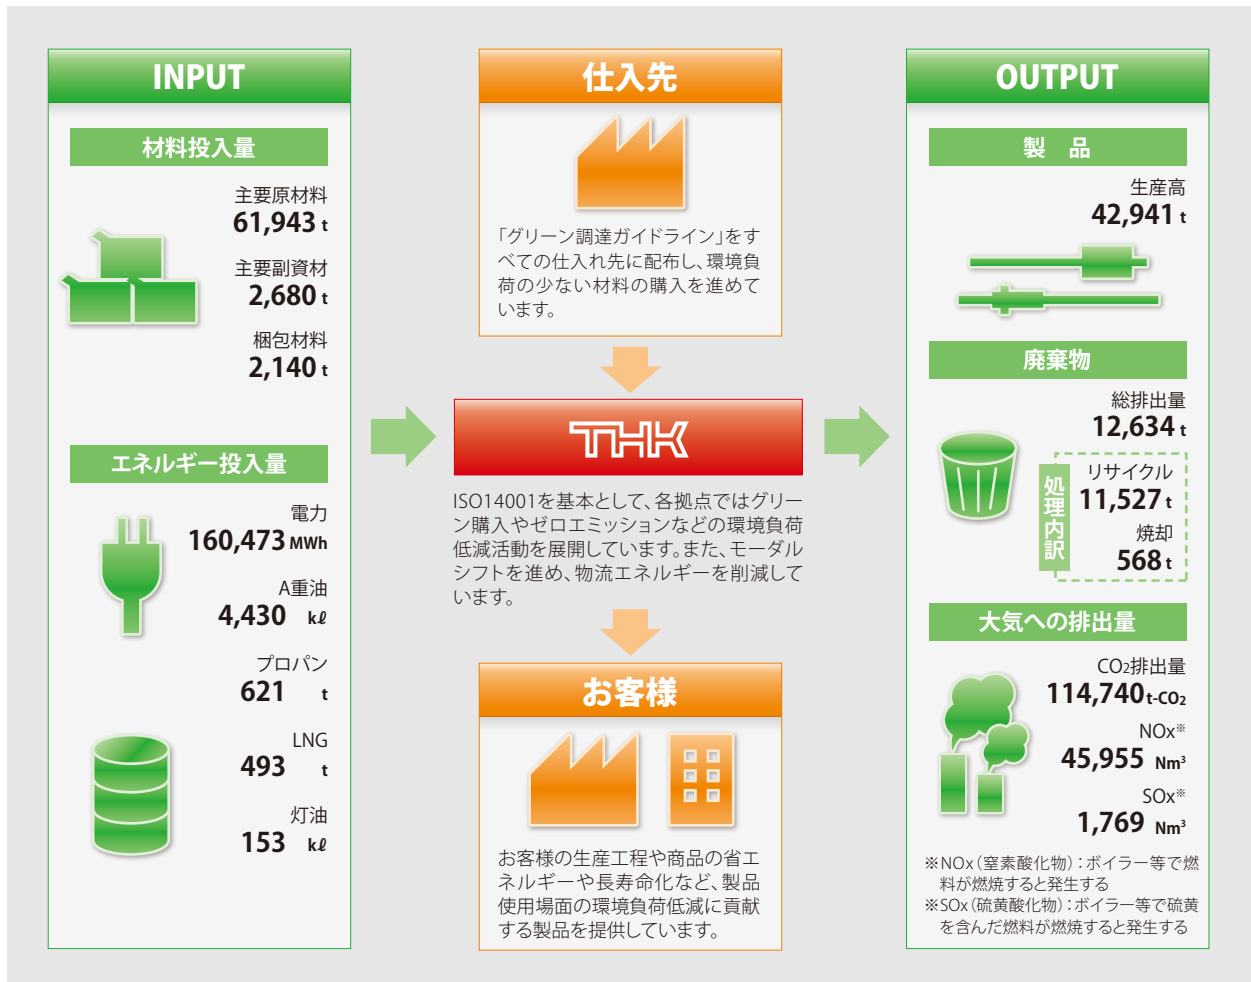 INPUT
材料投入量
主要原材料
61,943 t
主要副資材
2,680 t
梱包材料
2,140 t
エネルギー投入量
電力
160,473 MWh
A重油
4,430 kℓ
プロパン
621 t
LNG
493 t
灯油
153 kℓ
仕入先
「グリーン調達ガイドライン」をす
べての仕入れ先に配布し、環境負
荷の少ない材料の購入を進めて
います。
THK
ISO14001を基本として、各拠点ではグリー
ン購入やゼロエミッションなどの環境負荷
低減活動を展開しています。また、モーダル
シフトを進め、物流エネルギーを削減して
います。
お客様
お客様の生産工程や商品の省エ
ネルギーや長寿命化など、製品
使用場面の環境負荷低減に貢献
する製品を提供しています。
OUTPUT
製　品
生産高
42,941 t
廃棄物
総排出量
12,634 t
処理内訳
リサイクル
11,527 t
焼却
568 t
大気への排出量
CO2排出量
114,740 t-CO2
NOx※
45,955 Nm³
SOx※
1,769 Nm³
※NOx（窒素酸化物）：ボイラー等で燃
料が燃焼すると発生する
※SOx（硫黄酸化物）：ボイラー等で硫黄
を含んだ燃料が燃焼すると発生する